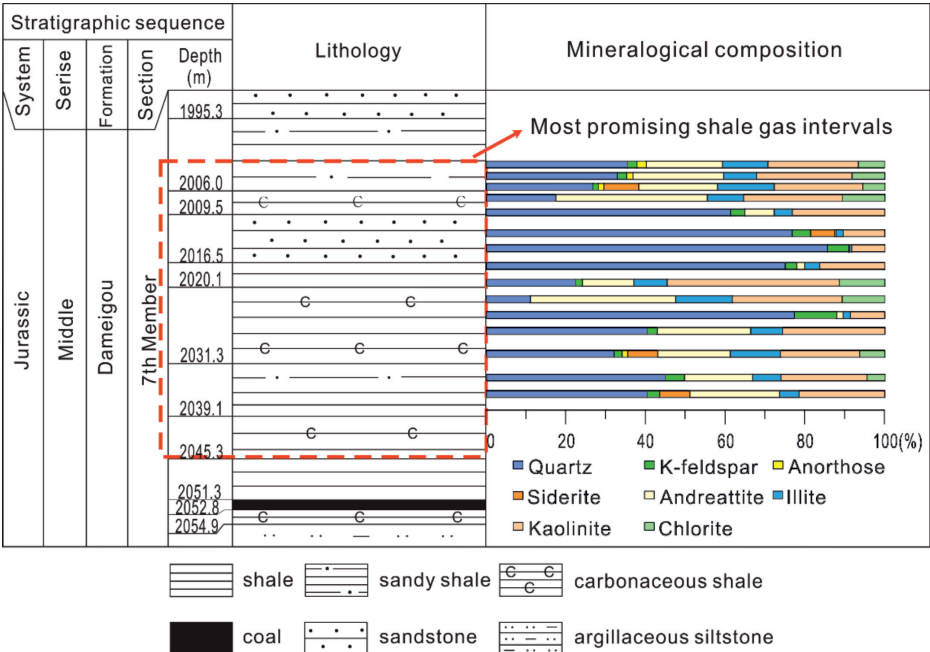 Stratigraphic sequence
Lithology
Mineralogical composition
System
Serise
Formation
Section
Depth
(m)
Jurassic
Middle
Dameigou
7th Member
1995.3
2006.0
2009.5
2016.5
2020.1
2031.3
2039.1
2045.3
2051.3
2052.8
2054.9
Most promising shale gas intervals
C C C
C C
C C C
C C
C C C
0 20 40 60 80 100(%)
Quartz K-feldspar Anorthose
Siderite Andreattite Illite
Kaolinite Chlorite
shale sandy shale C C C carbonaceous shale
coal sandstone argillaceous siltstone